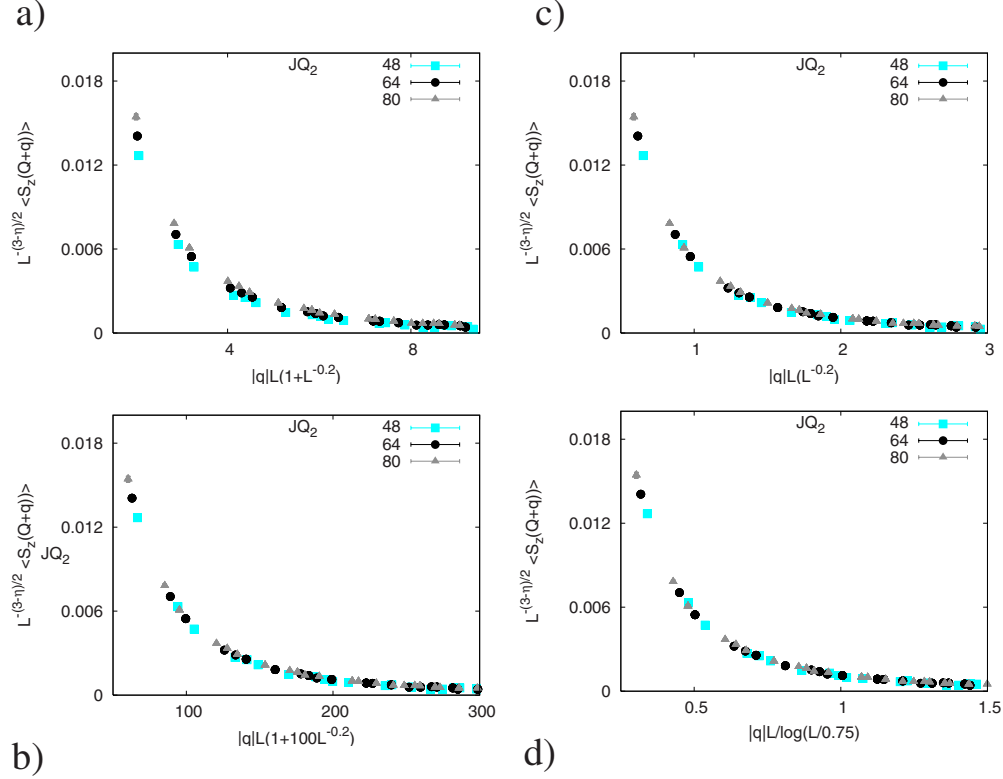 a)
JQ2
48
64
80
0.018
0.012
0.006
0
L-(3-η)/2 <Sz(Q+q))>
4
8
|q|L(1+L-0.2)
c)
JQ2
48
64
80
0.018
0.012
0.006
0
L-(3-η)/2 <Sz(Q+q))>
1
2
3
|q|L(L-0.2)
JQ2
48
64
80
0.018
0.012
0.006
0
L-(3-η)/2 <Sz(Q+q))>
JQ2
100
200
300
|q|L(1+100L-0.2)
b)
JQ2
48
64
80
0.018
0.012
0.006
0
L-(3-η)/2 <Sz(Q+q))>
0.5
1
1.5
|q|L/log(L/0.75)
d)